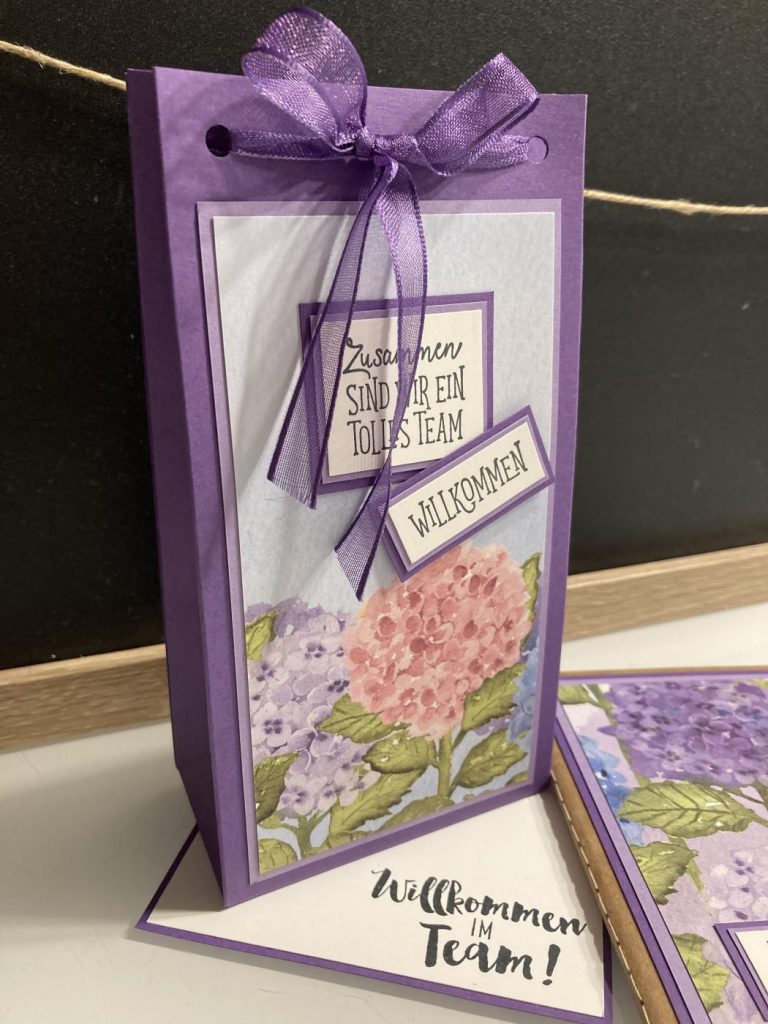 Zusammen
SIND WIR EIN
TOLLES TEAM
WILLKOMMEN
Willkommen
IM
Team!